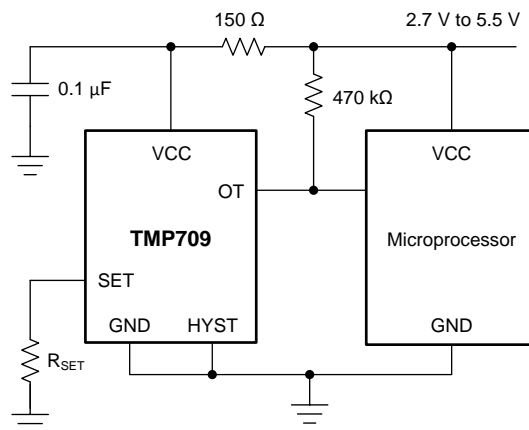 150 Ω
2.7 V to 5.5 V
0.1 µF
470 kΩ
VCC
VCC
OT
TMP709
Microprocessor
SET
GND
HYST
GND
RSET